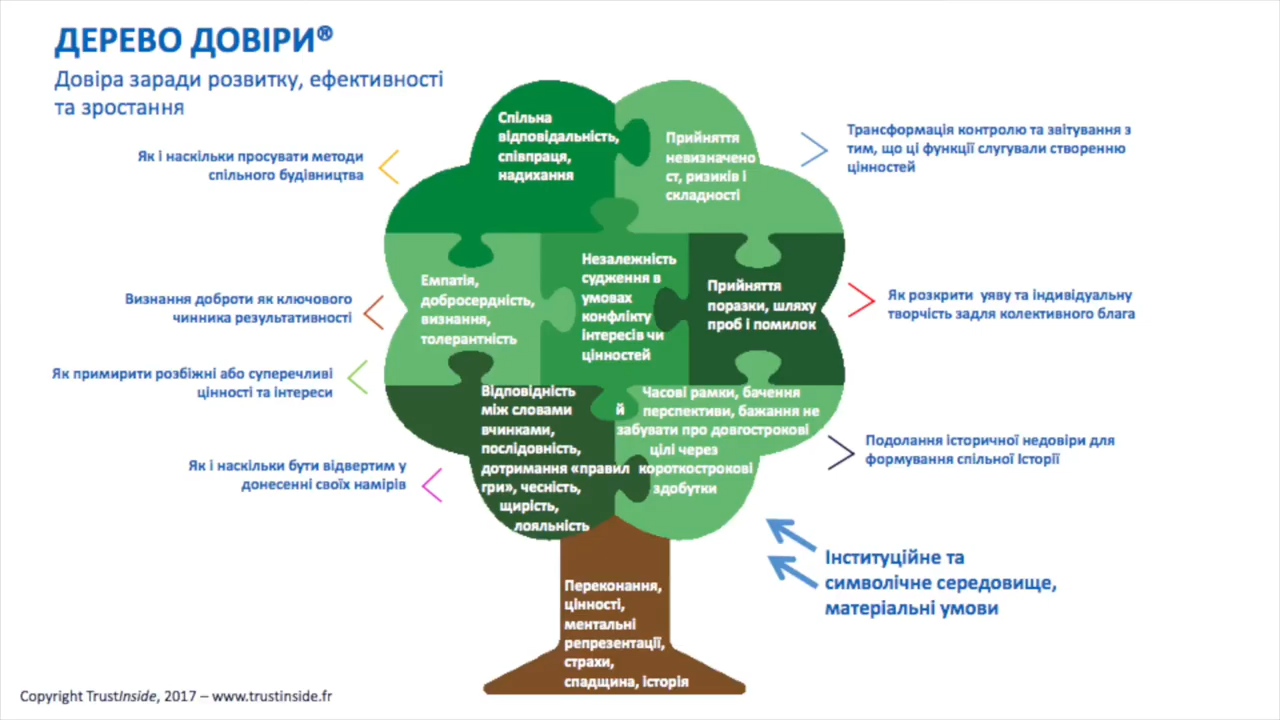 ДЕРЕВО ДОВІРИ®
Довіра заради розвитку, ефективності
та зростання
Як і наскільки просувати методи
спільного будівництва
Визнання доброти як ключового
чинника результативності
Як примирити розбіжні або суперечливі
цінності та інтереси
Як і наскільки бути відвертим у
донесенні своїх намірів
Спільна
відповідальність,
співпраця,
надихання
Прийняття
невизначено
ст, ризиків і
складності
Емпатія,
добросердність,
визнання,
толерантність
Незалежність
судження в
умовах
конфлікту
інтересів чи
цінностей
Прийняття
поразки, шляху
проб і помилок
Відповідність
між словами й
вчинками,
послідовність,
дотримання «правил
гри», чесність,
щирість,
лояльність
Часові рамки, бачення
перспективи, бажання не
забувати про довгострокові
цілі через
короткострокові
здобутки
Переконання,
цінності,
ментальні
репрезентації,
страхи,
спадщина, історія
Трансформація контролю та звітування з
тим, що ці функції слугували створенню
цінностей
Як розкрити уяву та індивідуальну
творчість задля колективного блага
Подолання історичної недовіри для
формування спільної історії
Інституційне та
символічне середовище,
матеріальні умови
Copyright TrustInside, 2017 – www.trustinside.fr